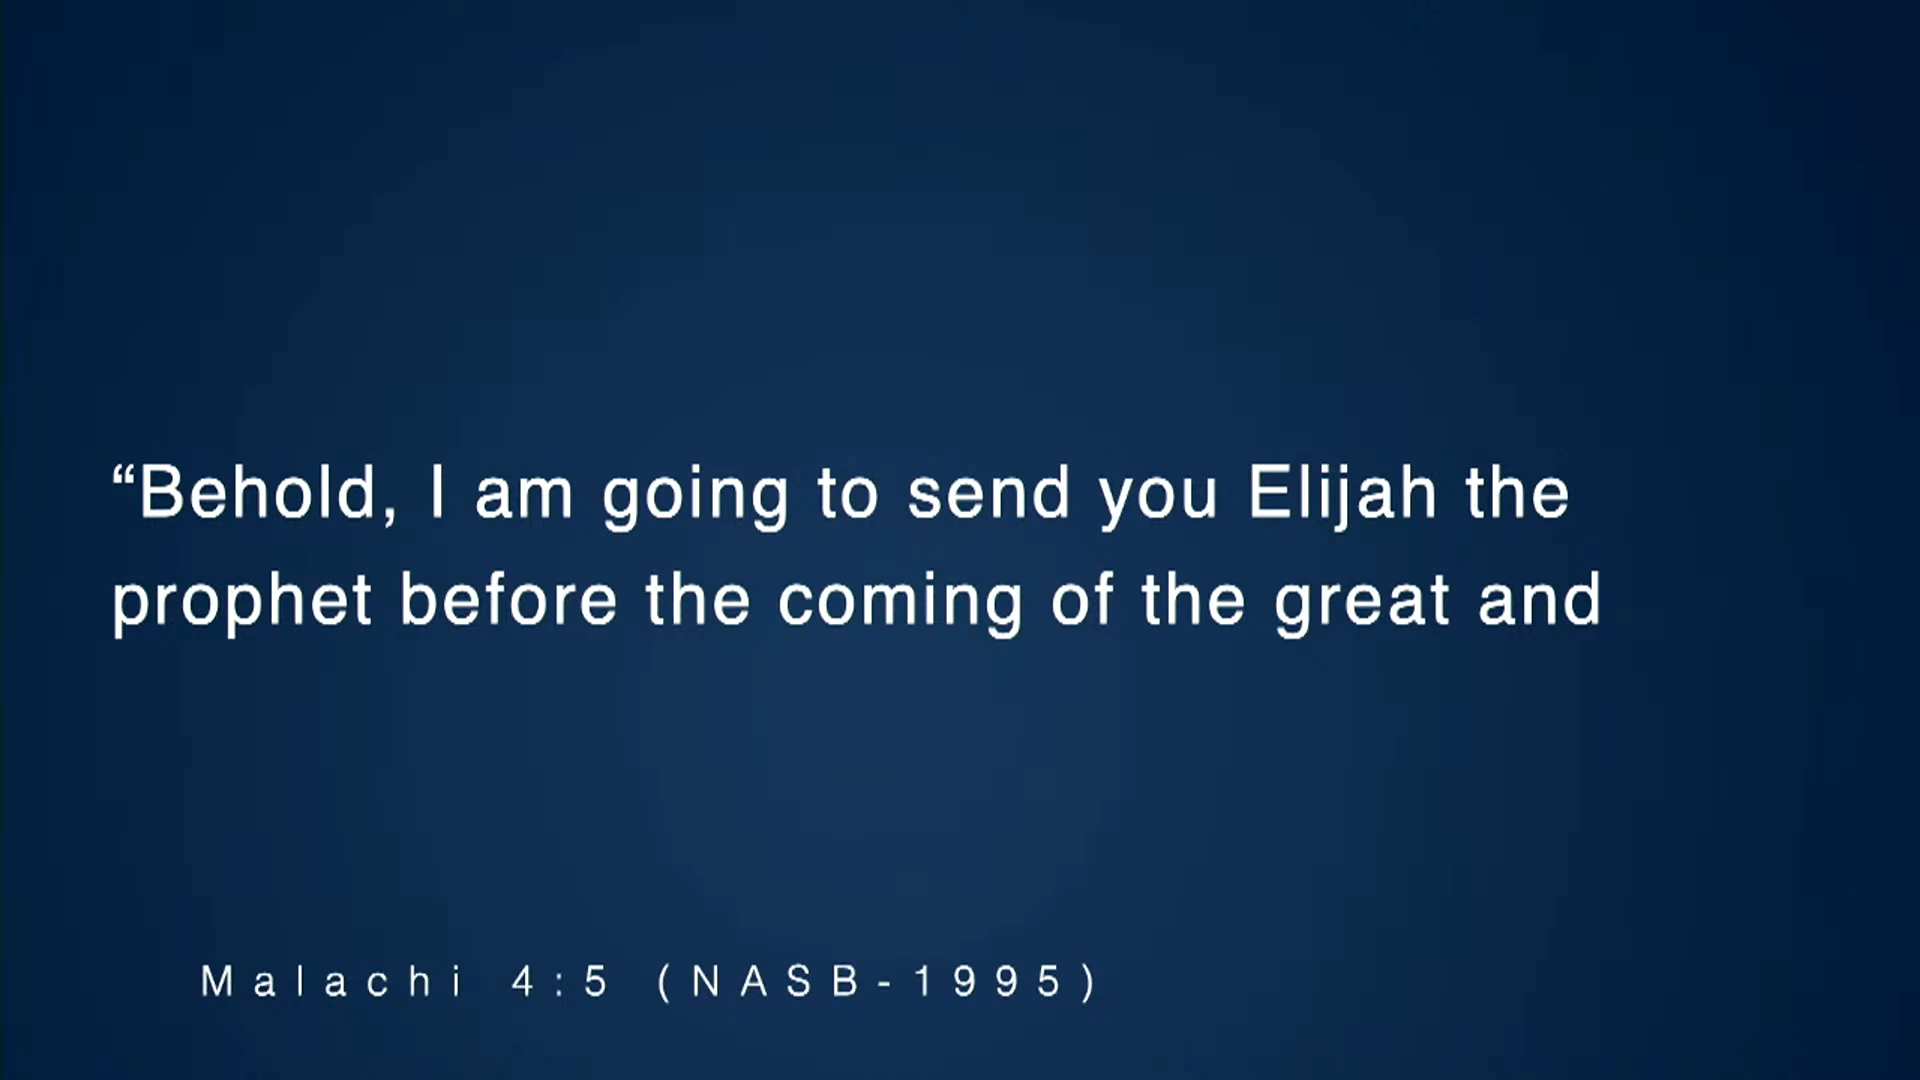 “Behold, I am going to send you Elijah the
prophet before the coming of the great and
Malachi 4:5 (NASB-1995)